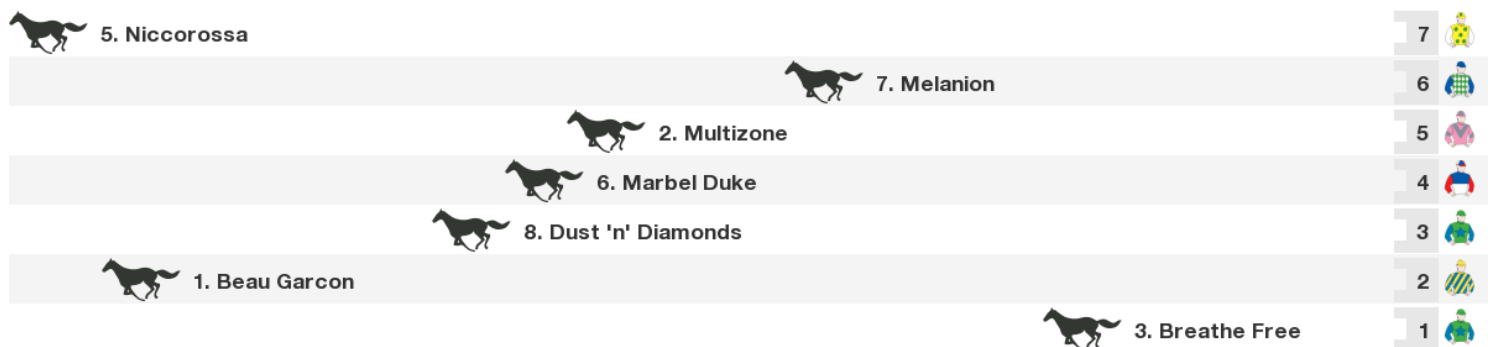 5. Niccorossa 7
7. Melanion 6
2. Multizone 5
6. Marbel Duke 4
8. Dust 'n' Diamonds 3
1. Beau Garcon 2
3. Breathe Free 1